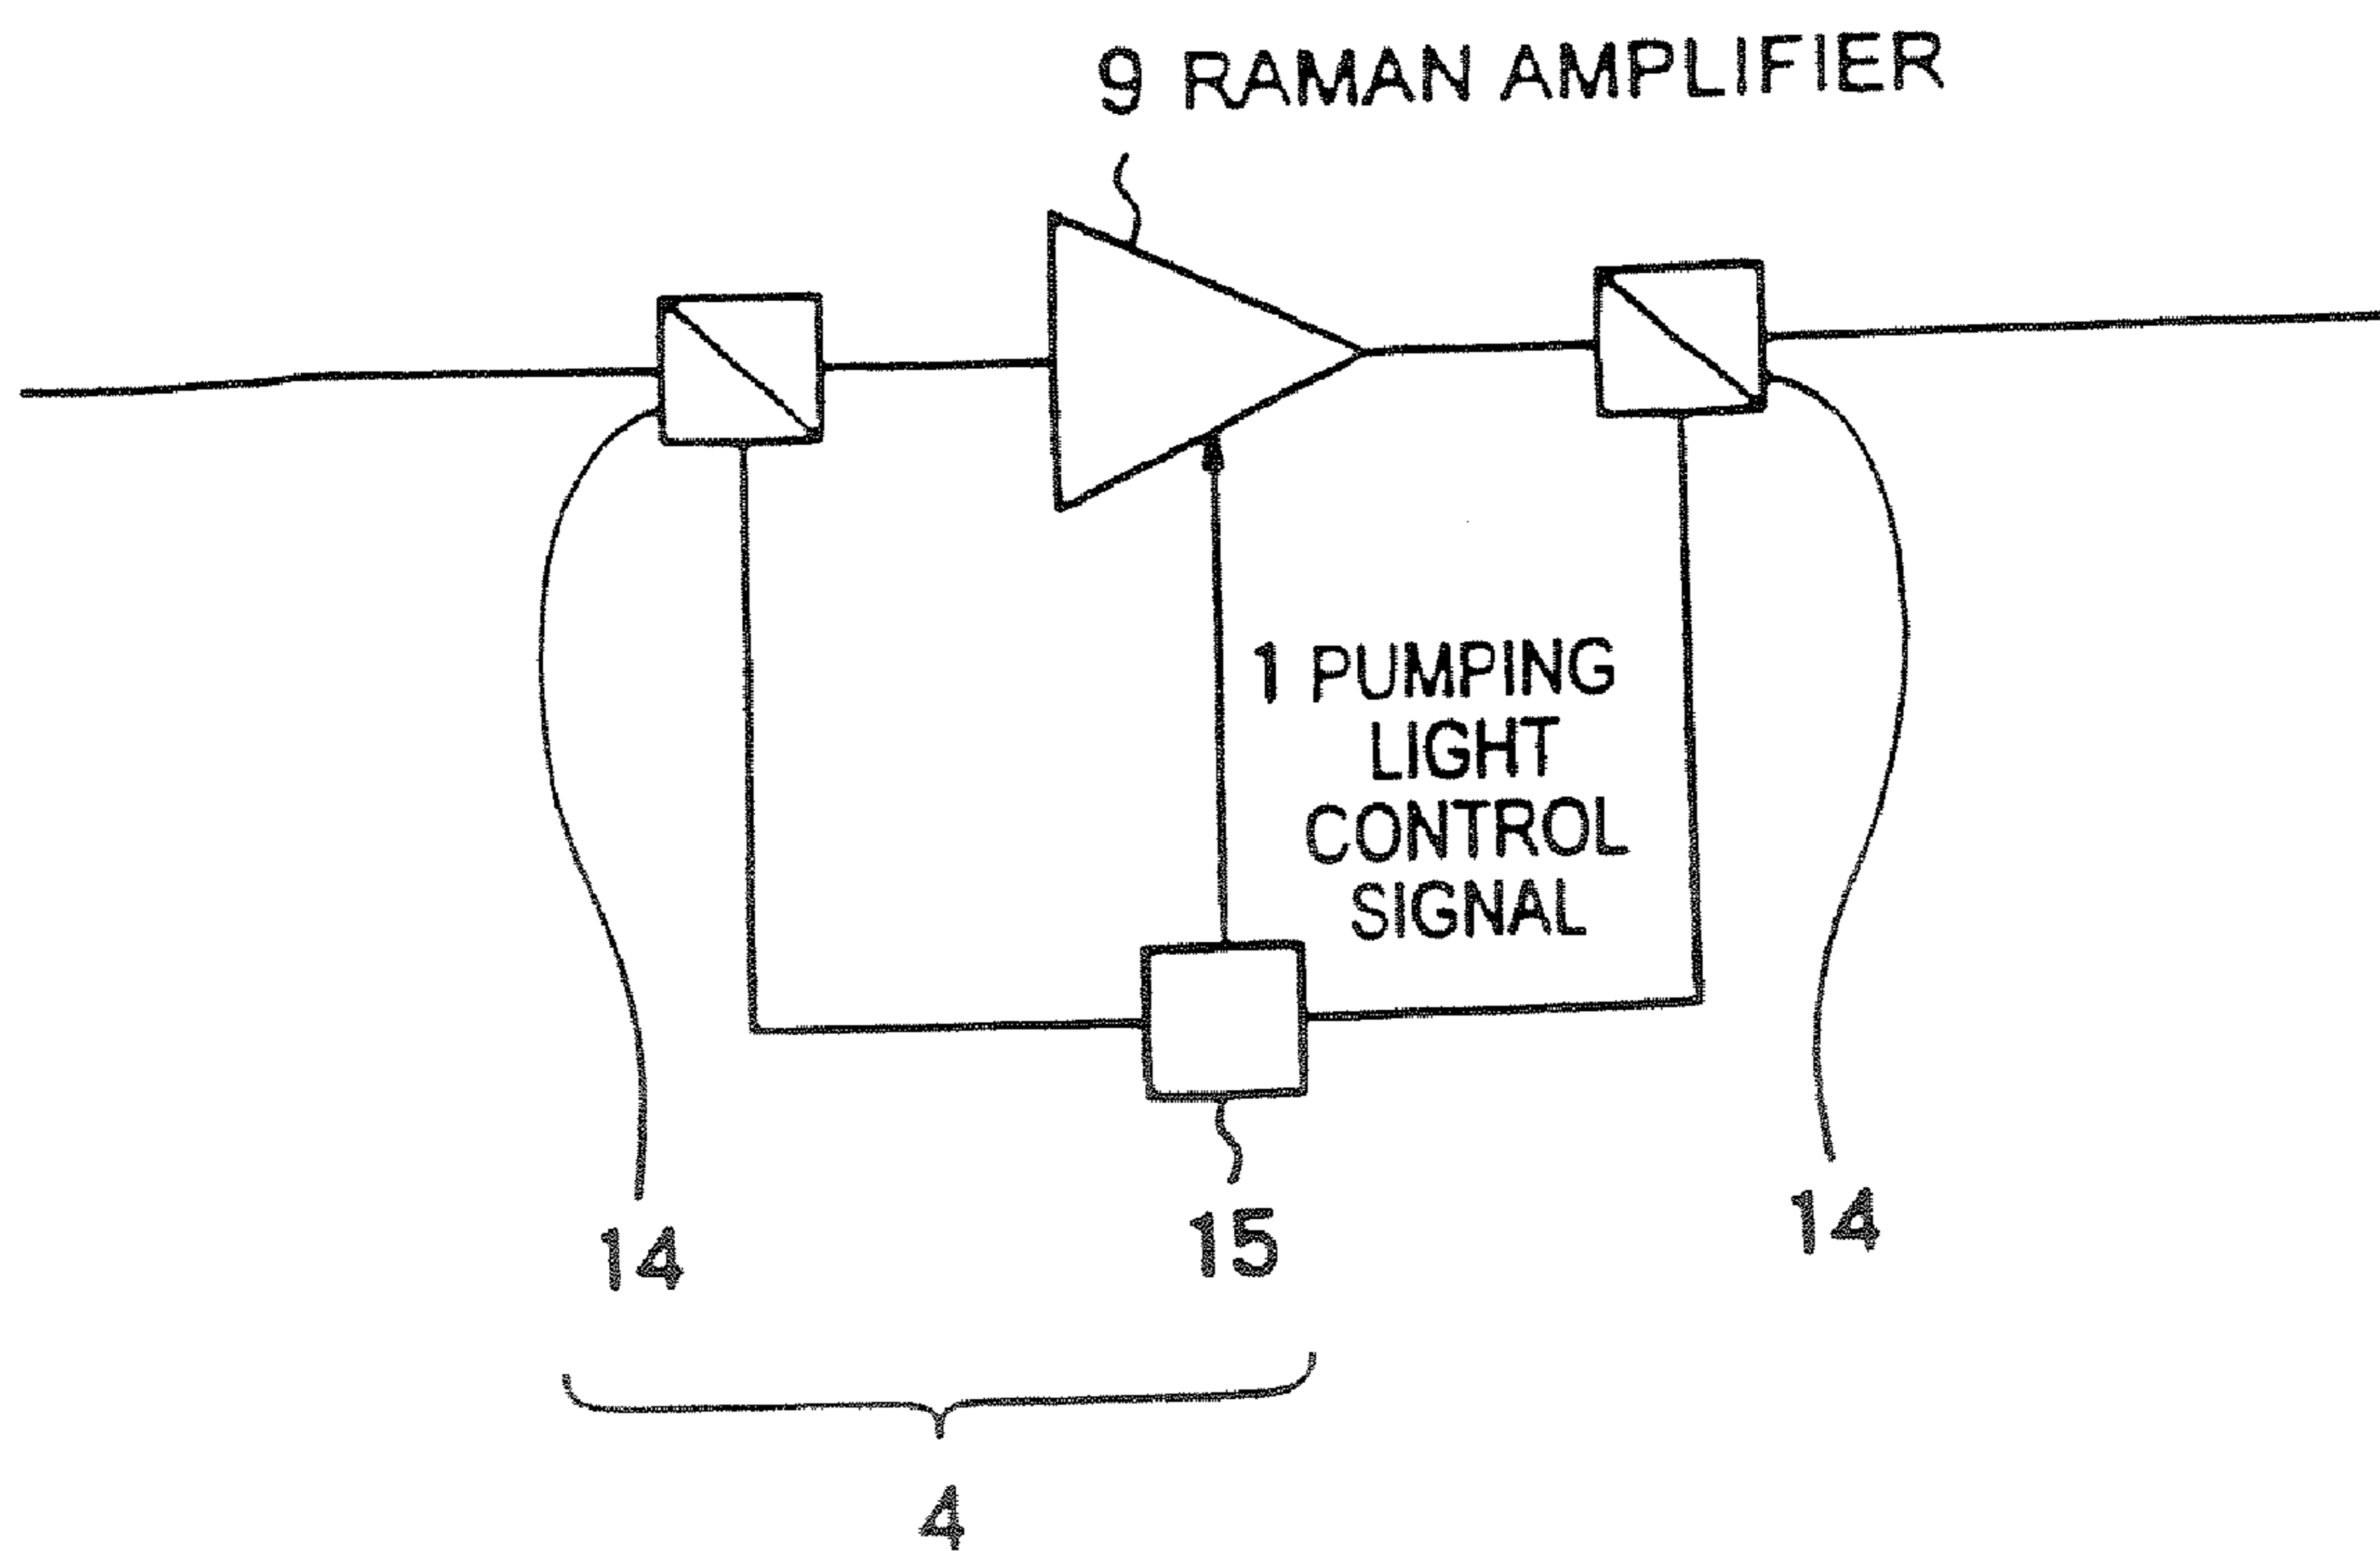 9 RAMAN AMPLIFIER
1 PUMPING
LIGHT
CONTROL
SIGNAL
14
15
14
4